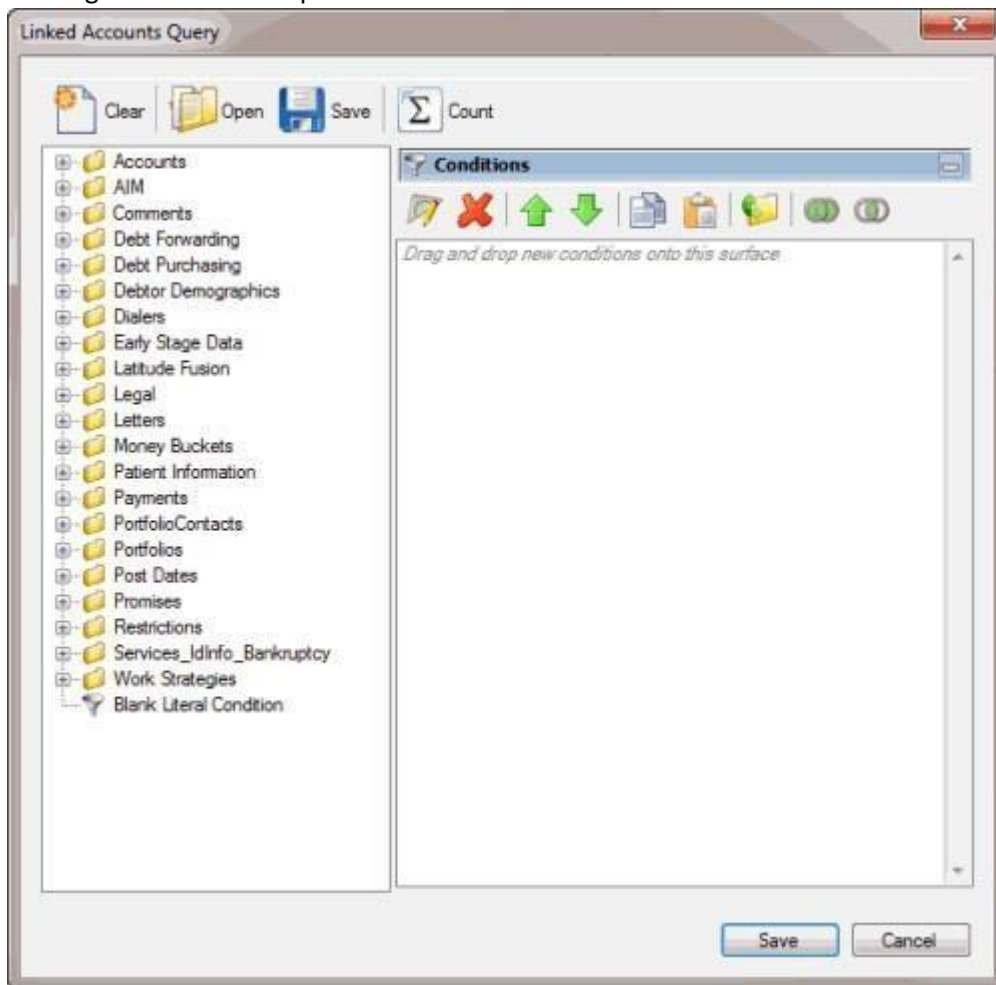 Linked Accounts Query
Clear Open Save Count
Accounts
AIM
Comments
Debt Forwarding
Debt Purchasing
Debtor Demographics
Dialers
Early Stage Data
Latitude Fusion
Legal
Letters
Money Buckets
Patient Information
Payments
PortfolioContacts
Portfolios
Post Dates
Promises
Restrictions
Services_IdInfo_Bankruptcy
Work Strategies
Blank Literal Condition
Conditions
Drag and drop new conditions onto this surface
Save Cancel